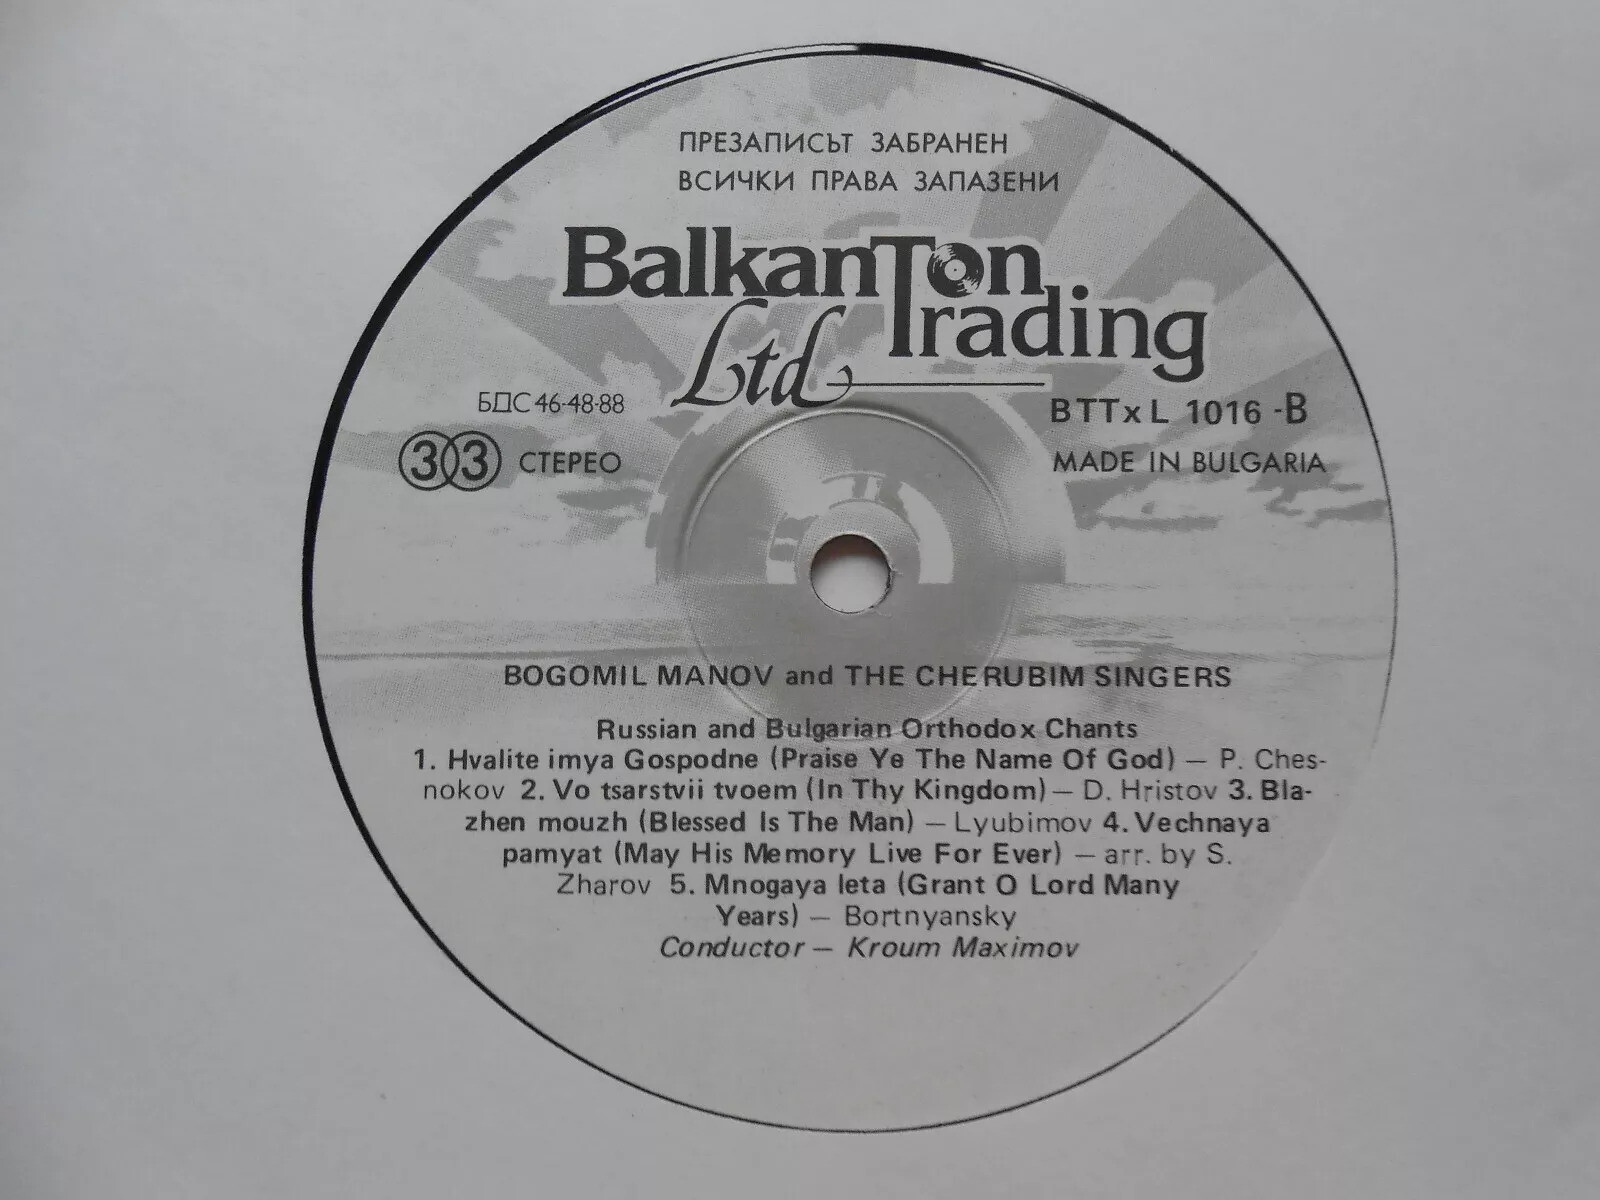 ПРЕЗАПИСЪТ ЗАБРАНЕН
ВСИЧКИ ПРАВА ЗАПАЗЕНИ
BalkanTon
Trading
Ltd
БДС 46-48-88
BTTxL 1016 -B
33 СТЕРЕО
MADE IN BULGARIA
BOGOMIL MANOV and THE CHERUBIM SINGERS
Russian and Bulgarian Orthodox Chants
1. Hvalite imya Gospodne (Praise Ye The Name Of God) — P. Ches-
nokov 2. Vo tsarstvii tvoem (In Thy Kingdom) — D. Hristov 3. Bla-
zhen mouzh (Blessed Is The Man) — Lyubimov 4. Vechnaya
pamyat (May His Memory Live For Ever) — arr. by S.
Zharov 5. Mnogaya leta (Grant O Lord Many
Years) — Bortnyansky
Conductor — Kroum Maximov